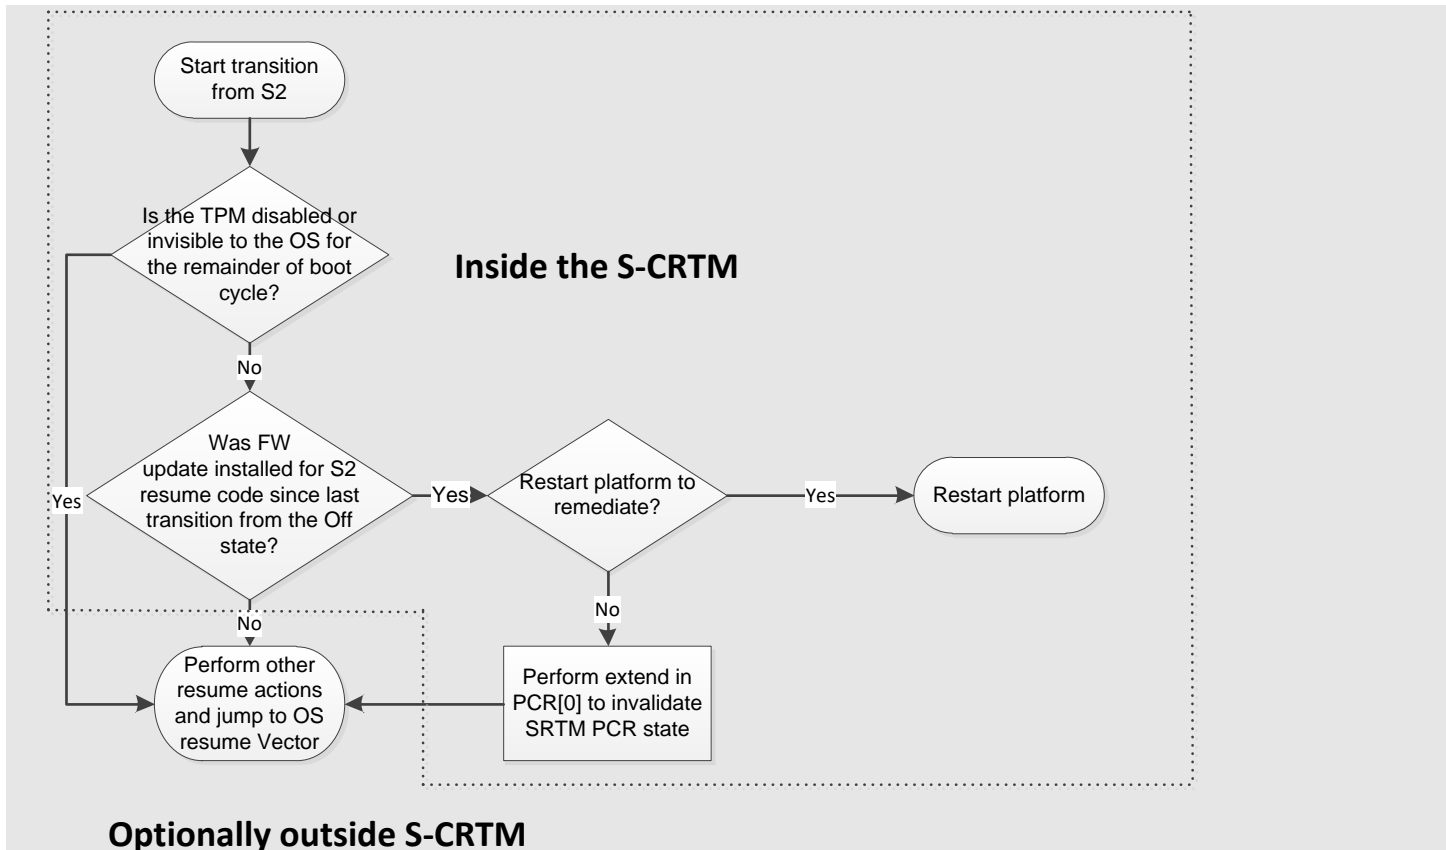 Start transition
from S2
Is the TPM disabled or
invisible to the OS for
the remainder of boot
cycle?
Inside the S-CRTM
No
Was FW
update installed for S2
resume code since last
transition from the Off
state?
Yes
Yes
Restart platform to
remediate?
Yes
Restart platform
No
No
Perform other
resume actions
and jump to OS
resume Vector
Perform extend in
PCR[0] to invalidate
SRTM PCR state
Optionally outside S-CRTM